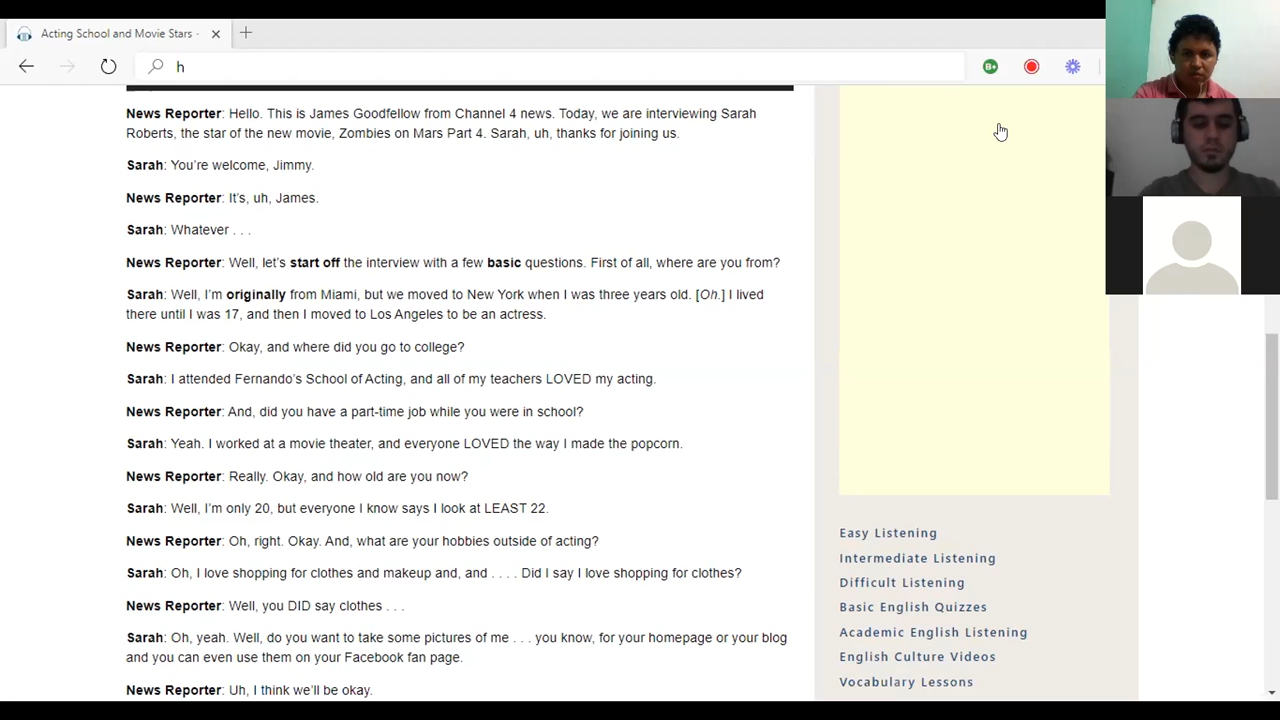 Acting School and Movie Stars -
h
News Reporter: Hello. This is James Goodfellow from Channel 4 news. Today, we are interviewing Sarah
Roberts, the star of the new movie, Zombies on Mars Part 4. Sarah, uh, thanks for joining us.
Sarah: You're welcome, Jimmy.
News Reporter: It's, uh, James.
Sarah: Whatever . . .
News Reporter: Well, let's start off the interview with a few basic questions. First of all, where are you from?
Sarah: Well, I'm originally from Miami, but we moved to New York when I was three years old. [Oh.] I lived
there until I was 17, and then I moved to Los Angeles to be an actress.
News Reporter: Okay, and where did you go to college?
Sarah: I attended Fernando's School of Acting, and all of my teachers LOVED my acting.
News Reporter: And, did you have a part-time job while you were in school?
Sarah: Yeah. I worked at a movie theater, and everyone LOVED the way I made the popcorn.
News Reporter: Really. Okay, and how old are you now?
Sarah: Well, I'm only 20, but everyone I know says I look at LEAST 22.
News Reporter: Oh, right. Okay. And, what are your hobbies outside of acting?
Sarah: Oh, I love shopping for clothes and makeup and, and . . . . Did I say I love shopping for clothes?
News Reporter: Well, you DID say clothes . . .
Sarah: Oh, yeah. Well, do you want to take some pictures of me . . . you know, for your homepage or your blog
and you can even use them on your Facebook fan page.
News Reporter: Uh, I think we'll be okay.
Easy Listening
Intermediate Listening
Difficult Listening
Basic English Quizzes
Academic English Listening
English Culture Videos
Vocabulary Lessons